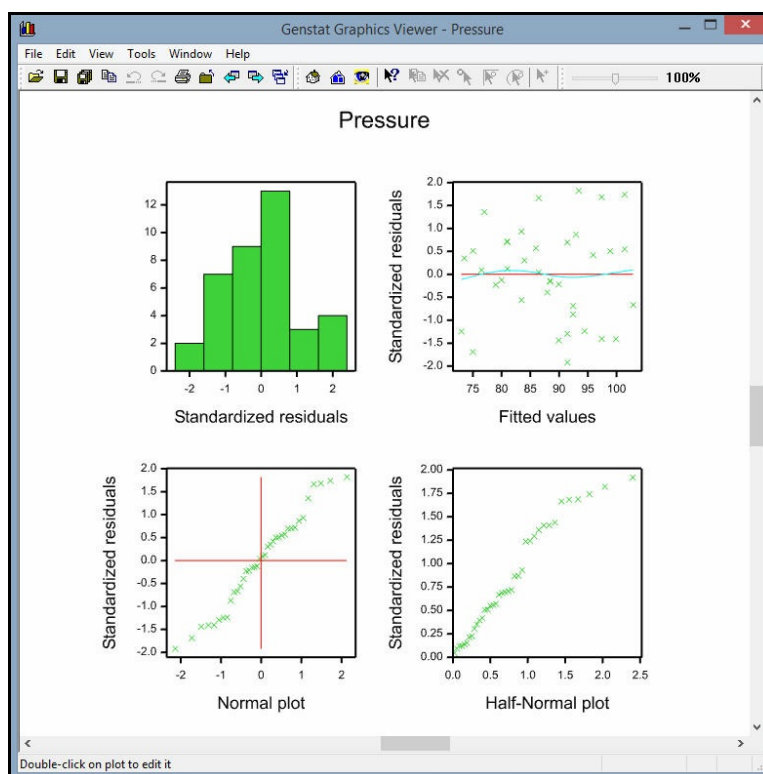 Genstat Graphics Viewer - Pressure
File Edit View Tools Window Help
100%
Pressure
12
10
8
6
4
2
0
-2 -1 0 1 2
Standardized residuals
Standardized residuals
2.0
1.5
1.0
0.5
0.0
-0.5
-1.0
-1.5
-2.0
75 80 85 90 95 100
Fitted values
Standardized residuals
2.0
1.5
1.0
0.5
0.0
-0.5
-1.0
-1.5
-2.0
-2 -1 0 1 2
Normal plot
Standardized residuals
2.00
1.75
1.50
1.25
1.00
0.75
0.50
0.25
0.00
0.0 0.5 1.0 1.5 2.0 2.5
Half-Normal plot
Double-click on plot to edit it